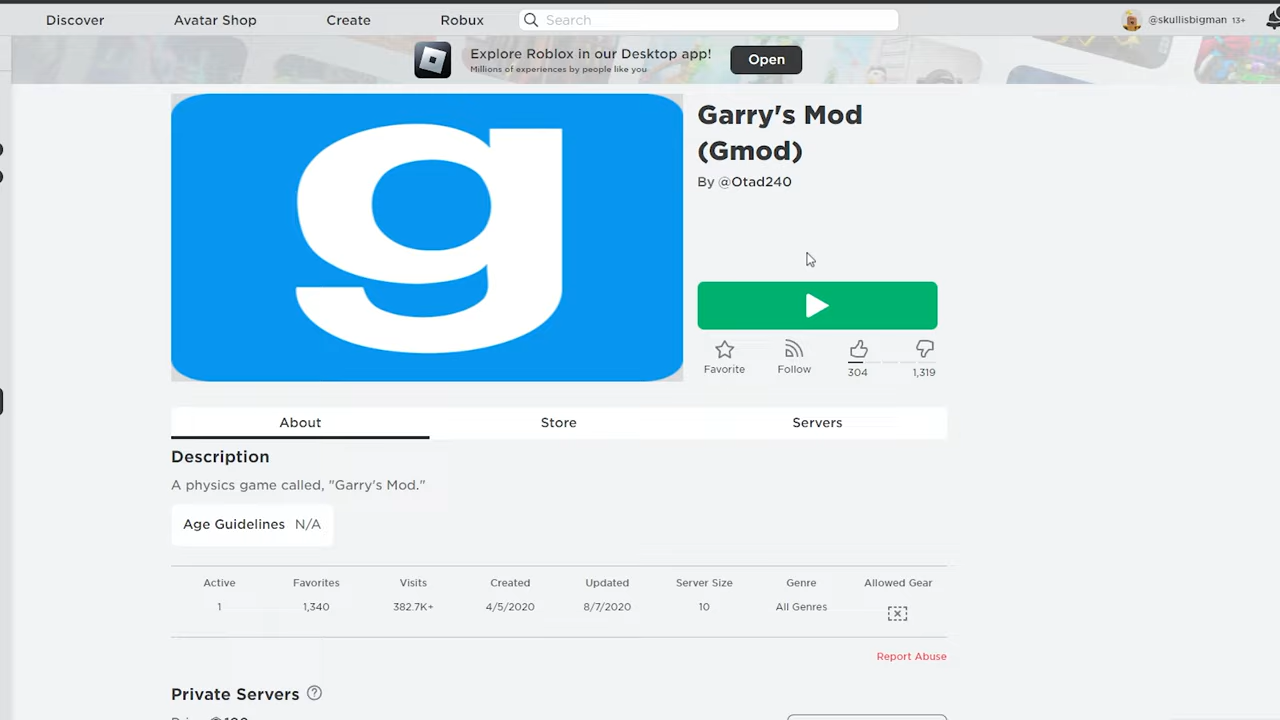 Discover Avatar Shop Create Robux Search @skullisbigman 13+
Explore Roblox in our Desktop app!
Millions of experiences by people like you
Open
g
Garry's Mod
(Gmod)
By @Otad240
Favorite Follow 304 1,319
About Store Servers
Description
A physics game called, "Garry's Mod."
Age Guidelines N/A
Active Favorites Visits Created Updated Server Size Genre Allowed Gear
1 1,340 382.7K+ 4/5/2020 8/7/2020 10 All Genres
Report Abuse
Private Servers